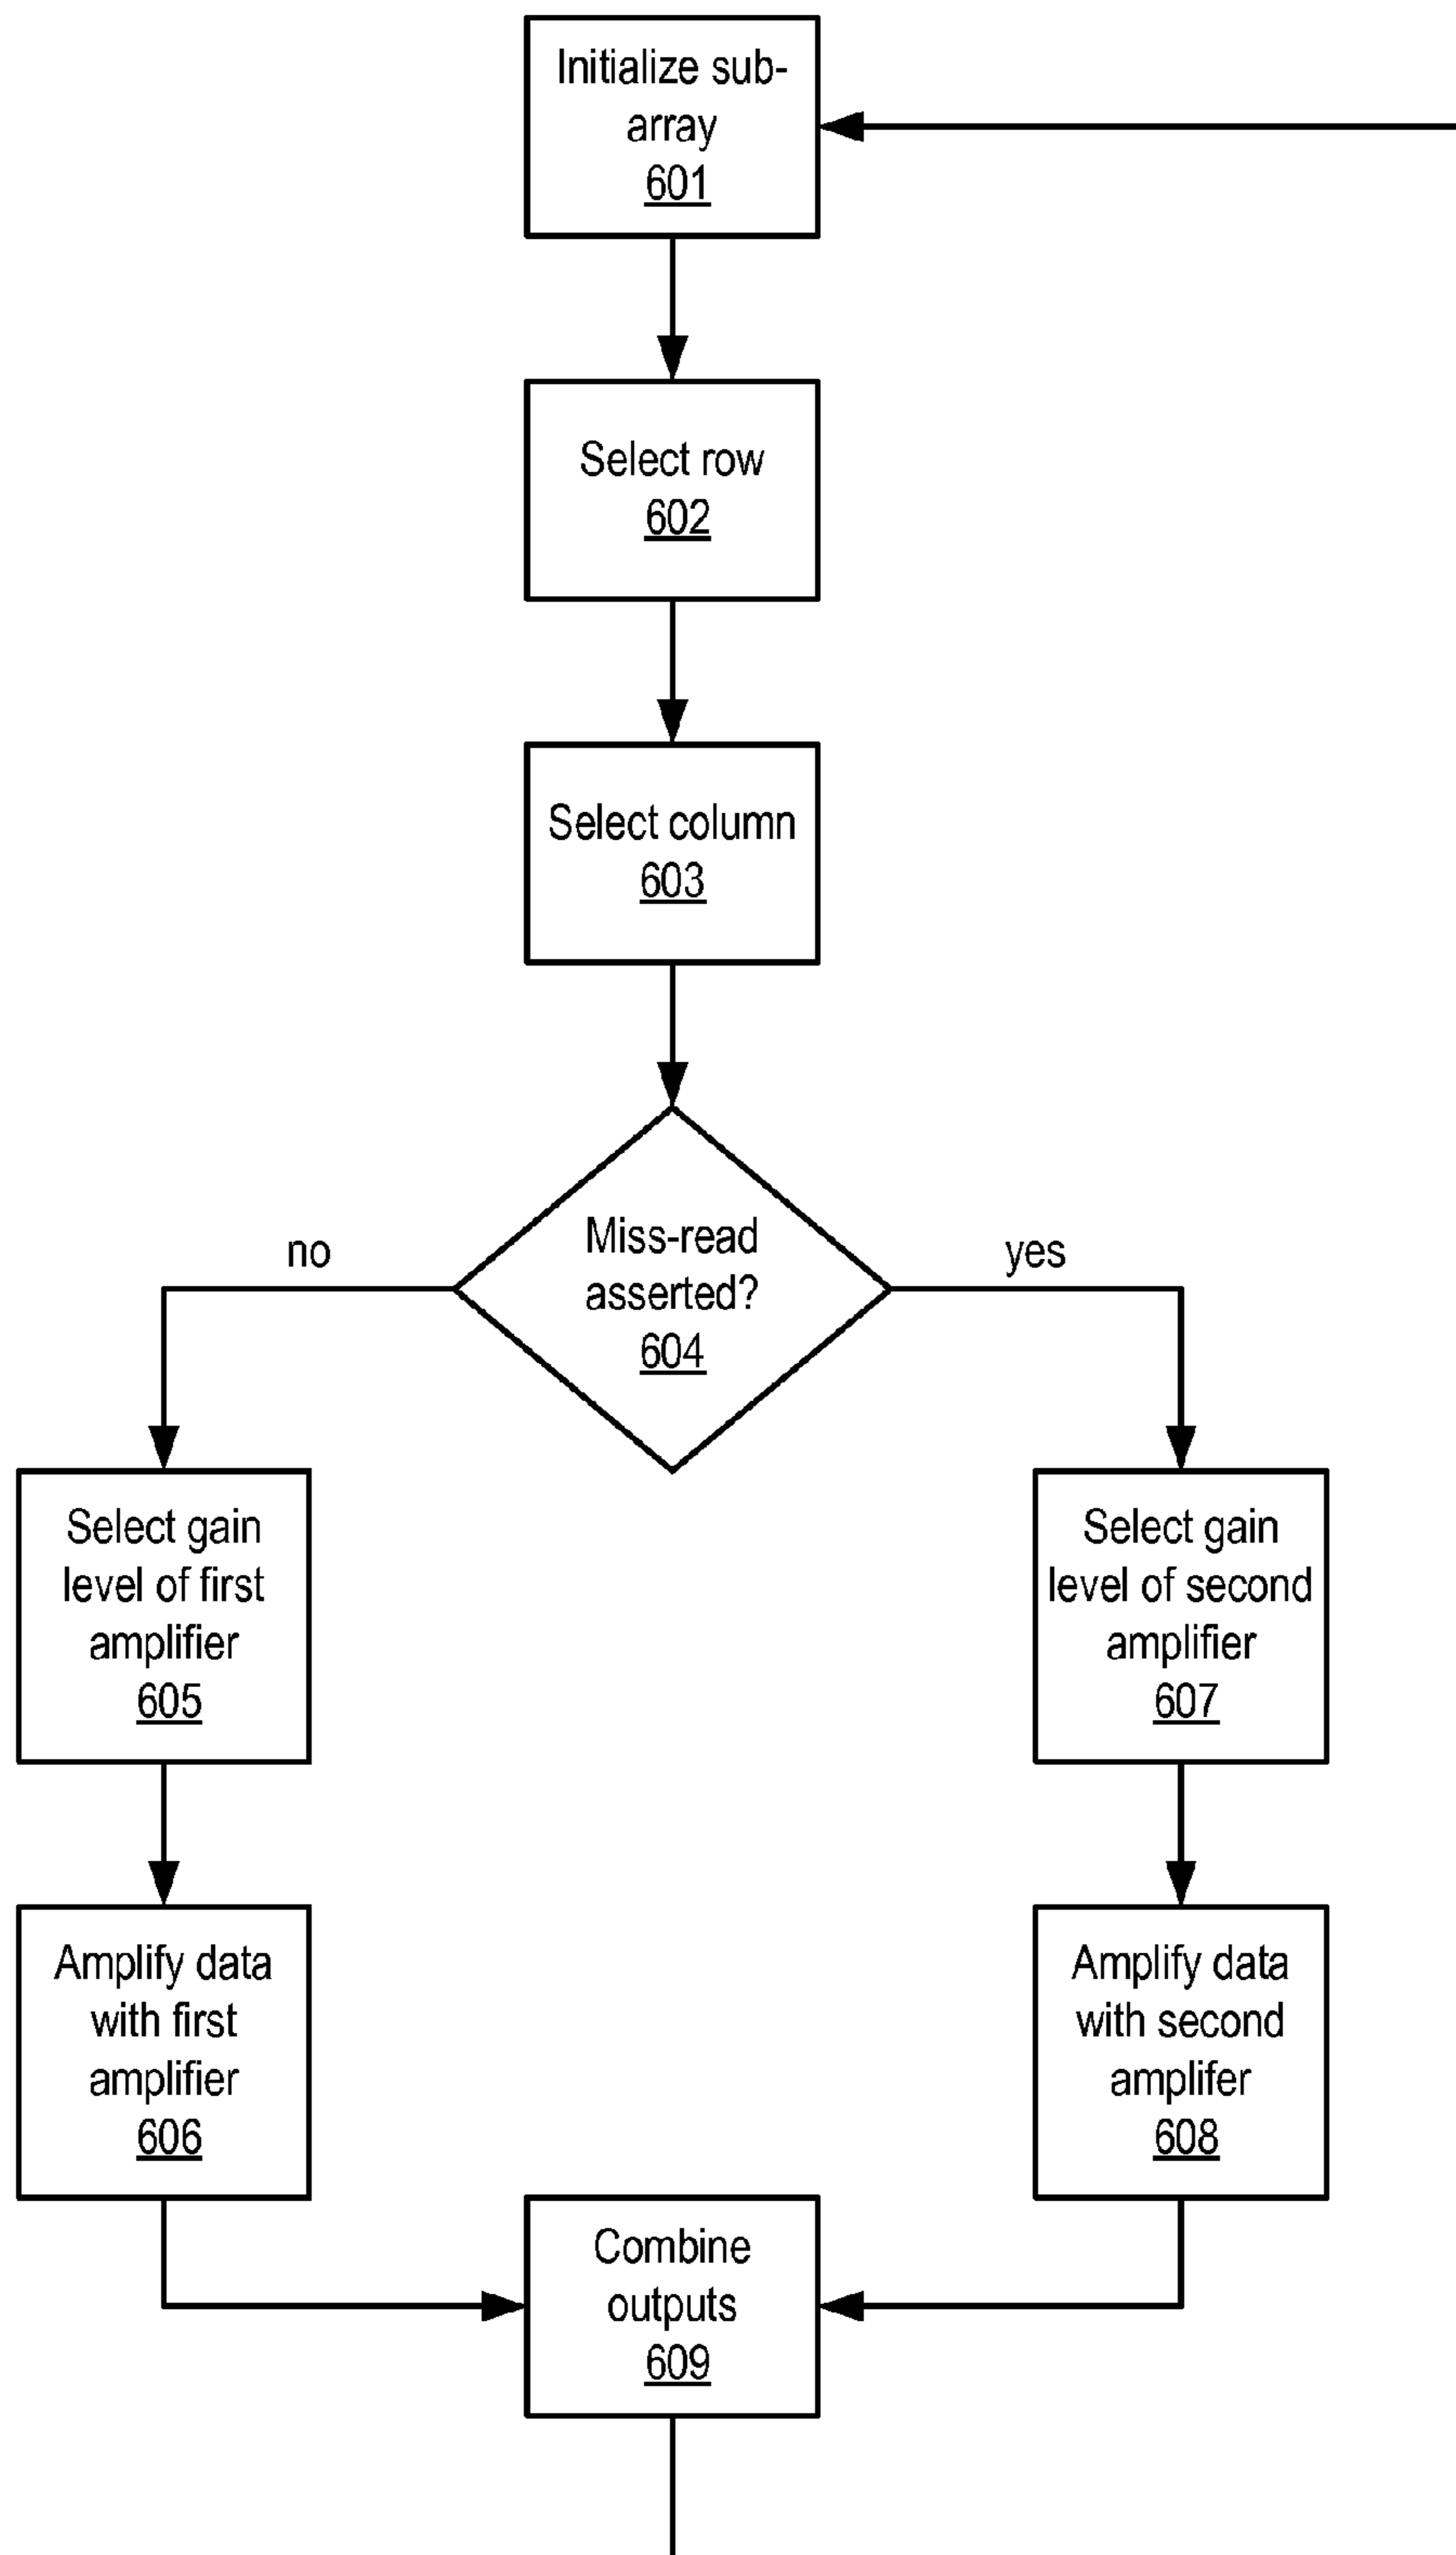 Initialize sub-
array
601
Select row
602
Select column
603
Miss-read
asserted?
604
no
yes
Select gain
level of first
amplifier
605
Select gain
level of second
amplifier
607
Amplify data
with first
amplifier
606
Amplify data
with second
amplifer
608
Combine
outputs
609